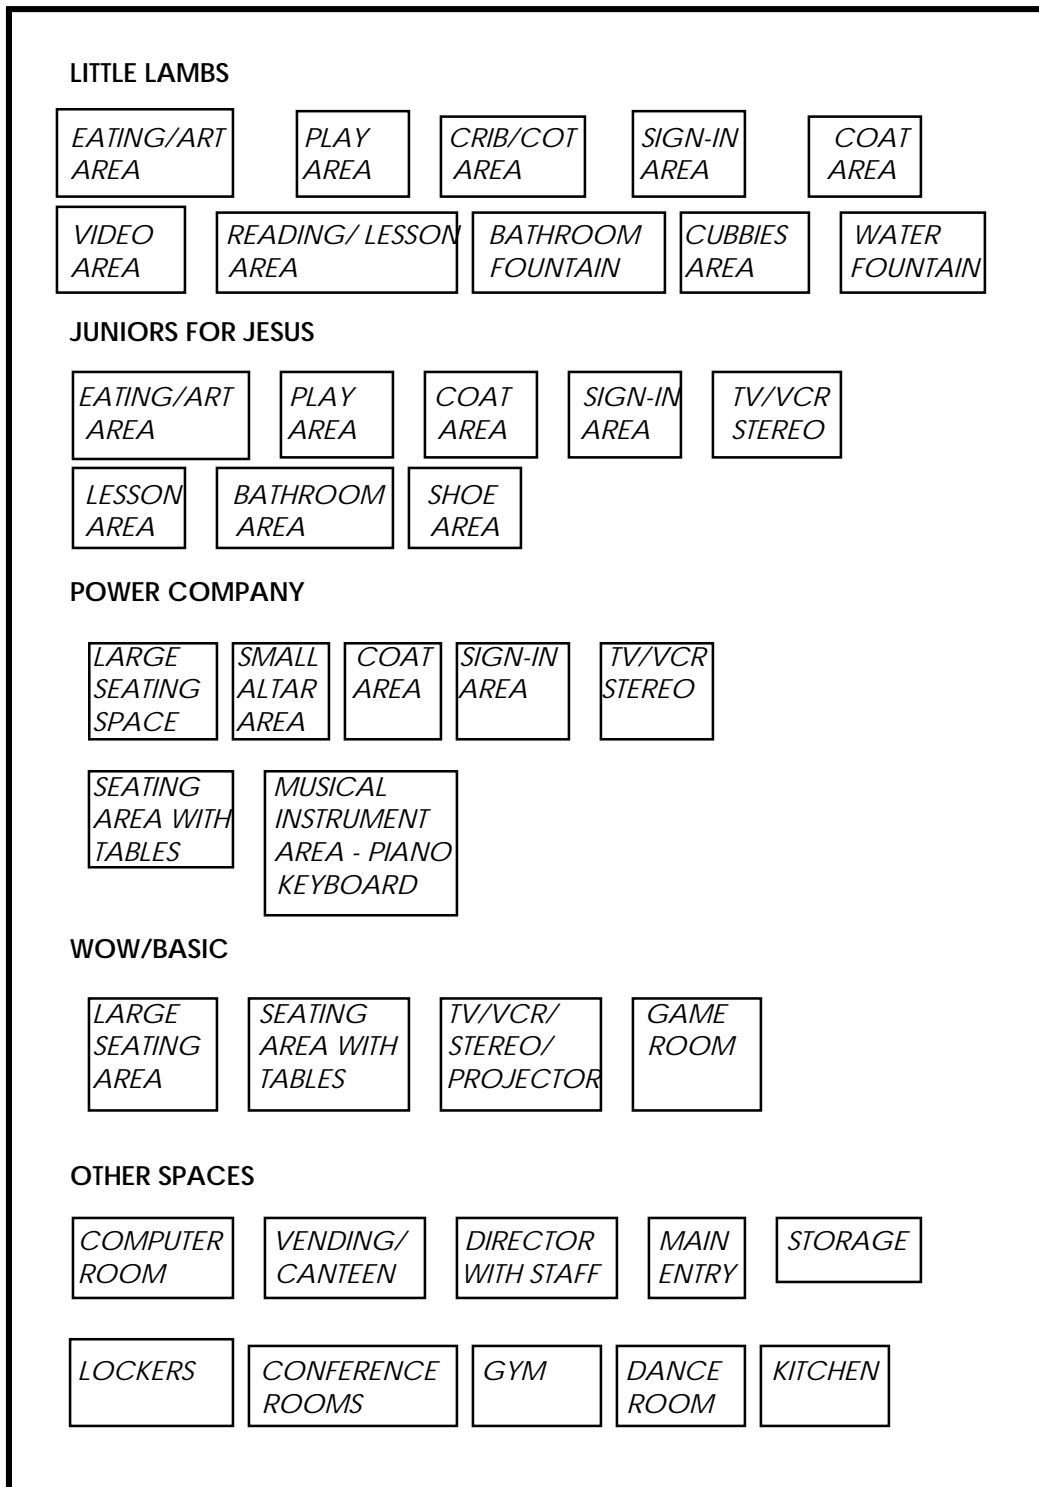 LITTLE LAMBS
EATING/ART AREA
PLAY AREA
CRIB/COT AREA
SIGN-IN AREA
COAT AREA
VIDEO AREA
READING/ LESSON AREA
BATHROOM FOUNTAIN
CUBBIES AREA
WATER FOUNTAIN
JUNIORS FOR JESUS
EATING/ART AREA
PLAY AREA
COAT AREA
SIGN-IN AREA
TV/VCR STEREO
LESSON AREA
BATHROOM AREA
SHOE AREA
POWER COMPANY
LARGE SEATING SPACE
SMALL ALTAR AREA
COAT AREA
SIGN-IN AREA
TV/VCR STEREO
SEATING AREA WITH TABLES
MUSICAL INSTRUMENT AREA - PIANO KEYBOARD
WOW/BASIC
LARGE SEATING AREA
SEATING AREA WITH TABLES
TV/VCR/ STEREO/ PROJECTOR
GAME ROOM
OTHER SPACES
COMPUTER ROOM
VENDING/ CANTEEN
DIRECTOR WITH STAFF
MAIN ENTRY
STORAGE
LOCKERS
CONFERENCE ROOMS
GYM
DANCE ROOM
KITCHEN